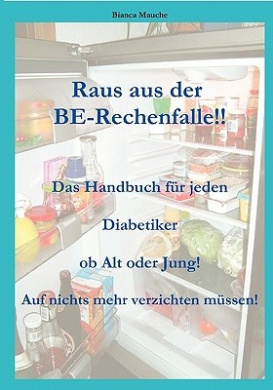 Bianca Mauche
Raus aus der
BE-Rechenfalle!!
Das Handbuch für jeden
Diabetiker
ob Alt oder Jung!
Auf nichts mehr verzichten müssen!